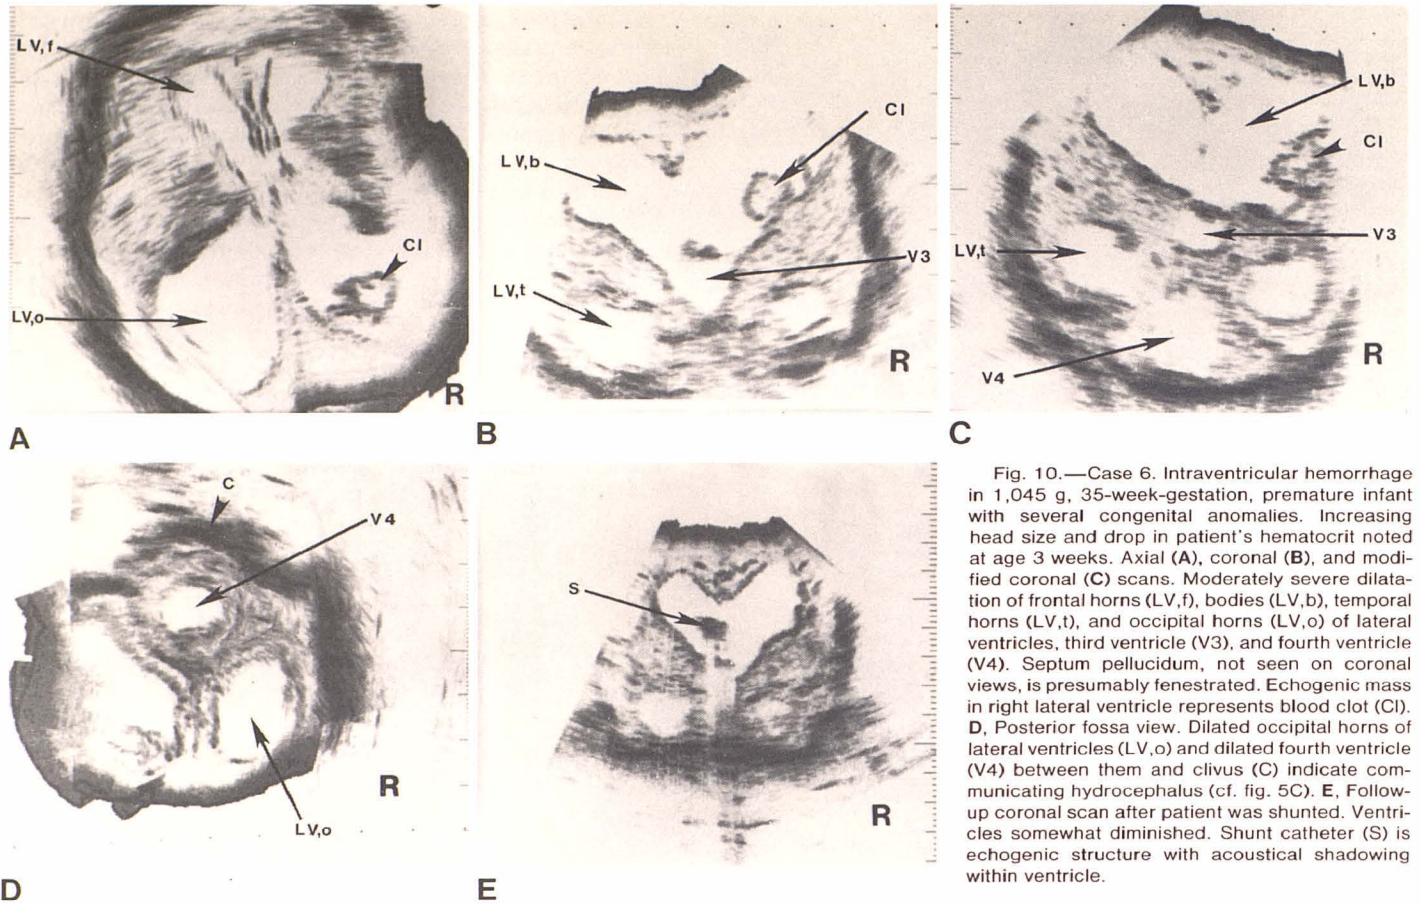 LV,f
Cl
LV,o
R
A
Cl
LV,b
V3
LV,t
R
B
LV,b
Cl
V3
LV,t
V4
R
C
C
V4
R
LV,o
D
S
R
E
Fig. 10.—Case 6. Intraventricular hemorrhage
in 1,045 g, 35-week-gestation, premature infant
with several congenital anomalies. Increasing
head size and drop in patient's hematocrit noted
at age 3 weeks. Axial (A), coronal (B), and modi-
fied coronal (C) scans. Moderately severe dilata-
tion of frontal horns (LV,f), bodies (LV,b), temporal
horns (LV,t), and occipital horns (LV,o) of lateral
ventricles, third ventricle (V3), and fourth ventricle
(V4). Septum pellucidum, not seen on coronal
views, is presumably fenestrated. Echogenic mass
in right lateral ventricle represents blood clot (Cl).
D, Posterior fossa view. Dilated occipital horns of
lateral ventricles (LV,o) and dilated fourth ventricle
(V4) between them and clivus (C) indicate com-
municating hydrocephalus (cf. fig. 5C). E, Follow-
up coronal scan after patient was shunted. Ventri-
cles somewhat diminished. Shunt catheter (S) is
echogenic structure with acoustical shadowing
within ventricle.